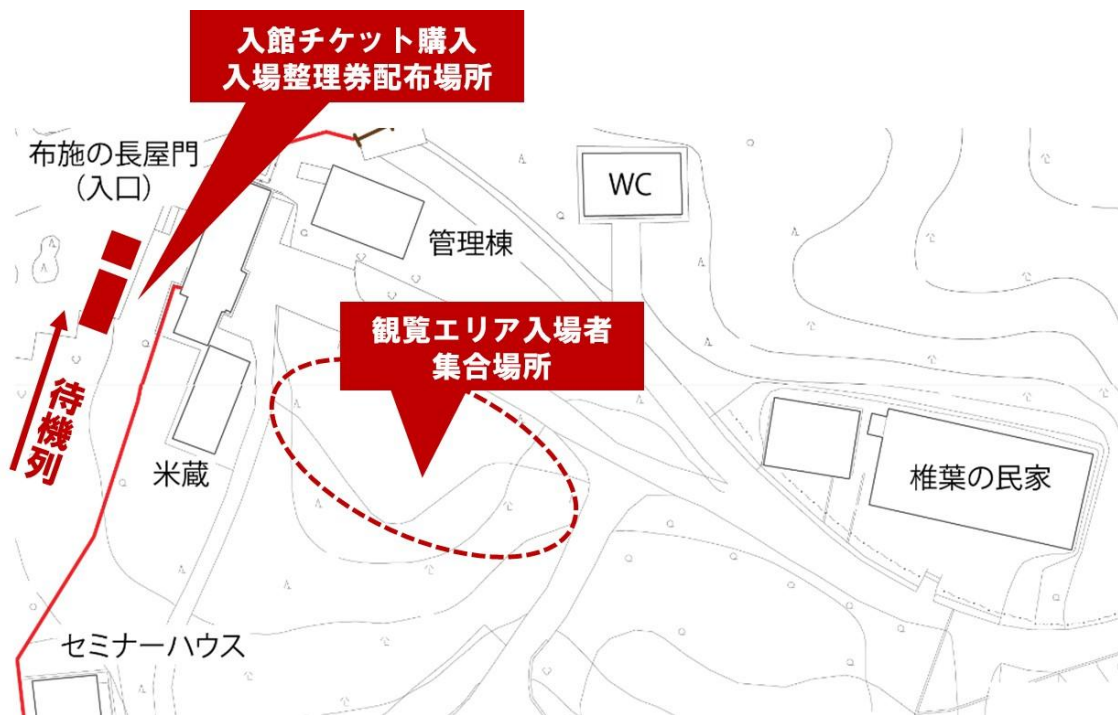 入館チケット購入
入場整理券配布場所
布施の長屋門
(入口)
WC
管理棟
観覧エリア入場者
集合場所
待機列
米蔵
椎葉の民家
セミナーハウス